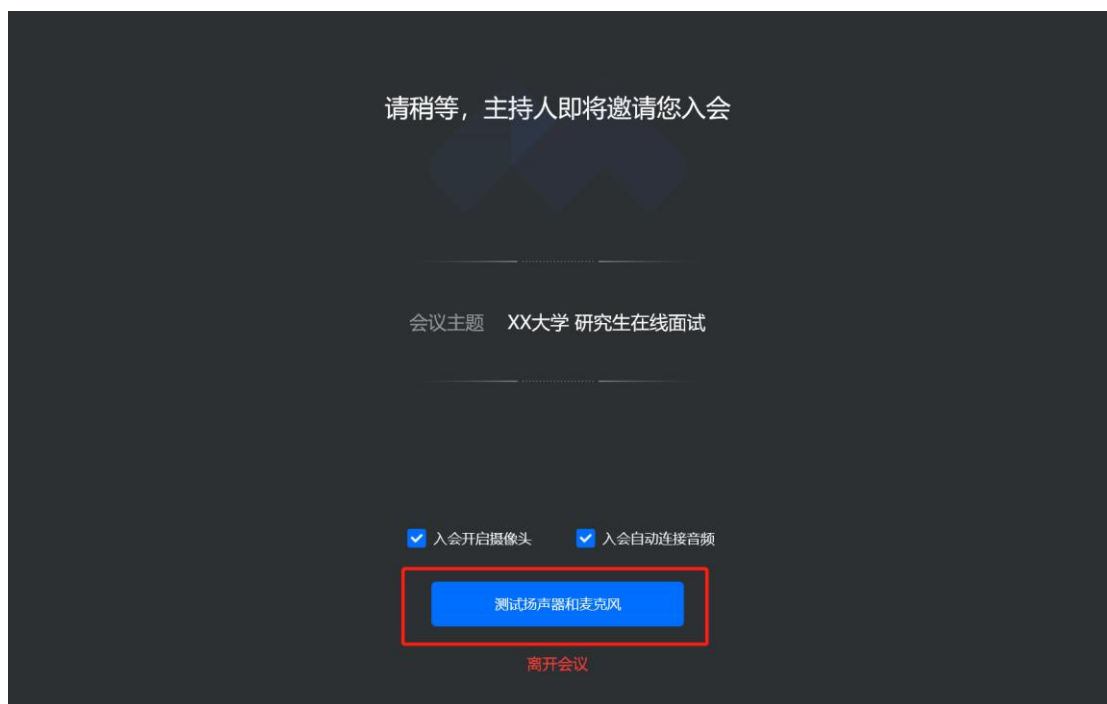 请稍等，主持人即将邀请您入会
会议主题 XX大学 研究生在线面试
入会开启摄像头 入会自动连接音频
测试扬声器和麦克风
离开会议